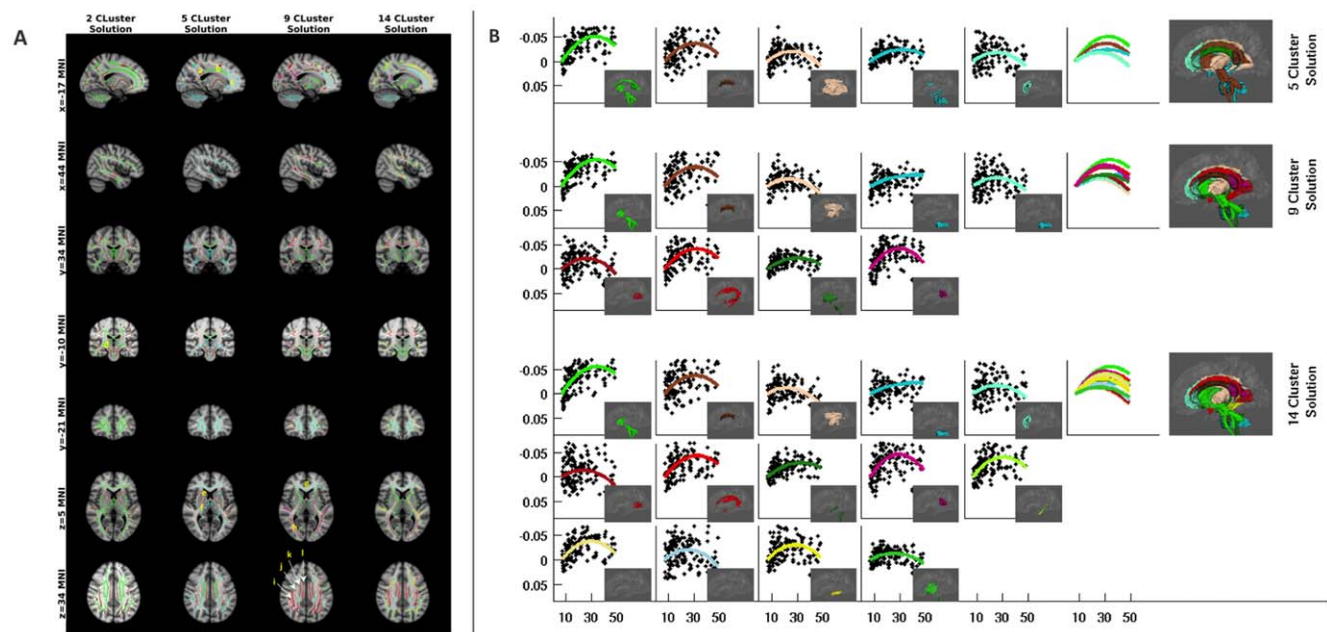 A
2 CLuster Solution
5 CLuster Solution
9 CLuster Solution
14 CLuster Solution
x=-17 MNI
x=44 MNI
y=34 MNI
y=-10 MNI
y=-21 MNI
z=5 MNI
z=34 MNI
i
j
k
l
B
-0.05
0
0.05
5 Cluster Solution
-0.05
0
0.05
-0.05
0
0.05
9 Cluster Solution
-0.05
0
0.05
-0.05
0
0.05
-0.05
0
0.05
14 Cluster Solution
10 30 50 10 30 50 10 30 50 10 30 50 10 30 50 10 30 50